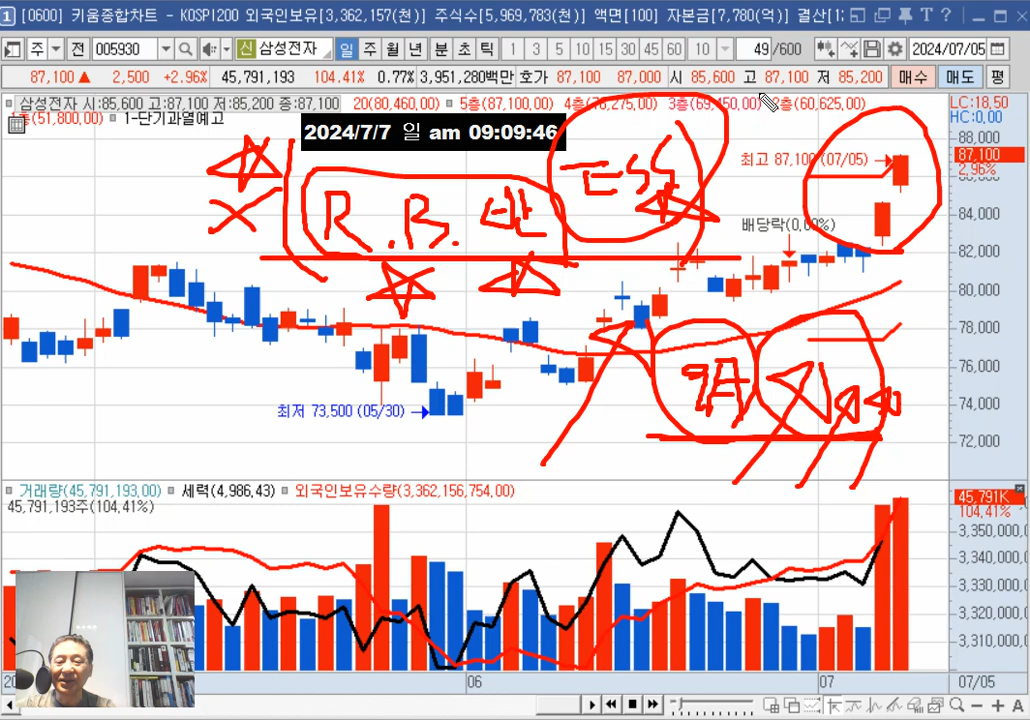 [0600] 키움종합차트 - KOSPI200 외국인보유[3,362,157(천)] 주식수[5,969,783(천)] 액면[100] 자본금[7,780(억)] 결산[1
주 전 005930 신 삼성전자 일 주 월 년 분 초 틱 1 3 5 10 15 30 45 60 10 49 /600 2024/07/05
87,100 ▲ 2,500 +2.96% 45,791,193 104.41% 0.77% 3,951,280백만 호가 87,100 87,000 시 85,600 고 87,100 저 85,200 매수 매도 평
삼성전자 시:85,600 고:87,100 저:85,200 종:87,100 20(80,460.00) 5층(87,100.00) 4층(78,275.00) 3층(69,450.00) 층(60,625.00) LC:18,50
층(51,800.00) 1-단기과열예고 HC:0,00
2024/7/7 일 am 09:09:46
88,000
최고 87,100 (07/05)
87,100
2,96%
86,000
R.B.
84,000
배당락(0,00%)
82,000
80,000
78,000
76,000
74,000
최저 73,500 (05/30)
72,000
거래량(45,791,193,00) 세력(4,986,43) 외국인보유수량(3,362,156,754.00)
45,791K
45,791,193주(104.41%)
104,41%
3,350,000,
3,340,000,
3,330,000,
3,320,000,
3,310,000,
06 07 07/05